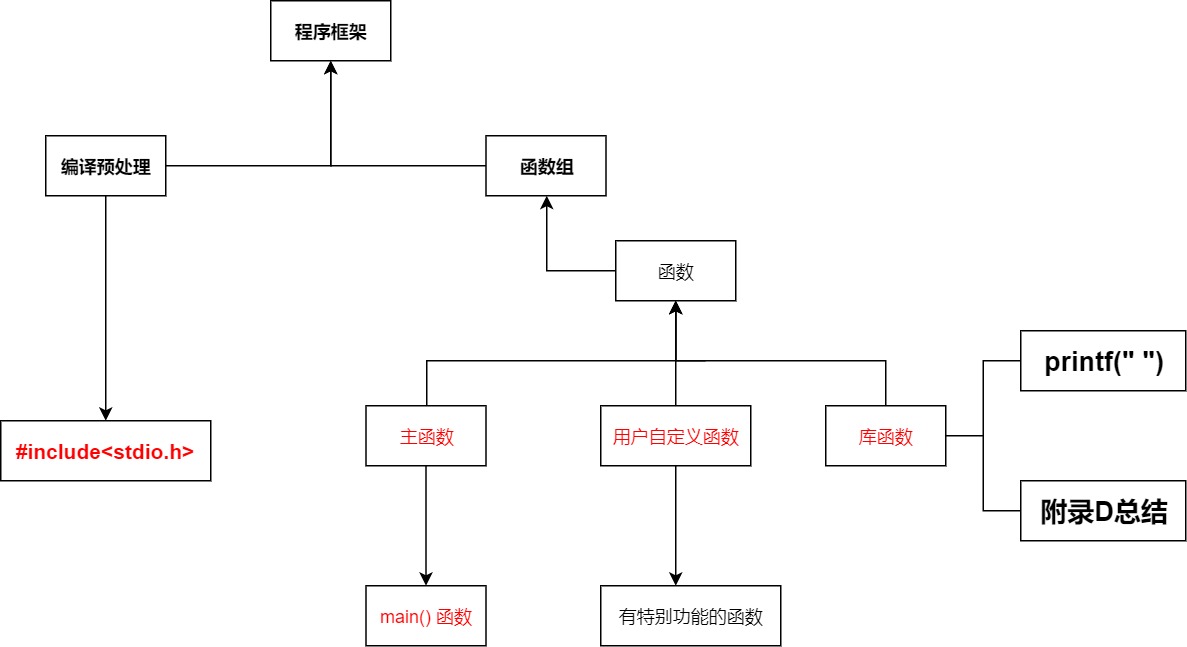 程序框架
编译预处理
函数组
函数
printf(" ")
主函数
用户自定义函数
库函数
#include<stdio.h>
附录D总结
main() 函数
有特别功能的函数